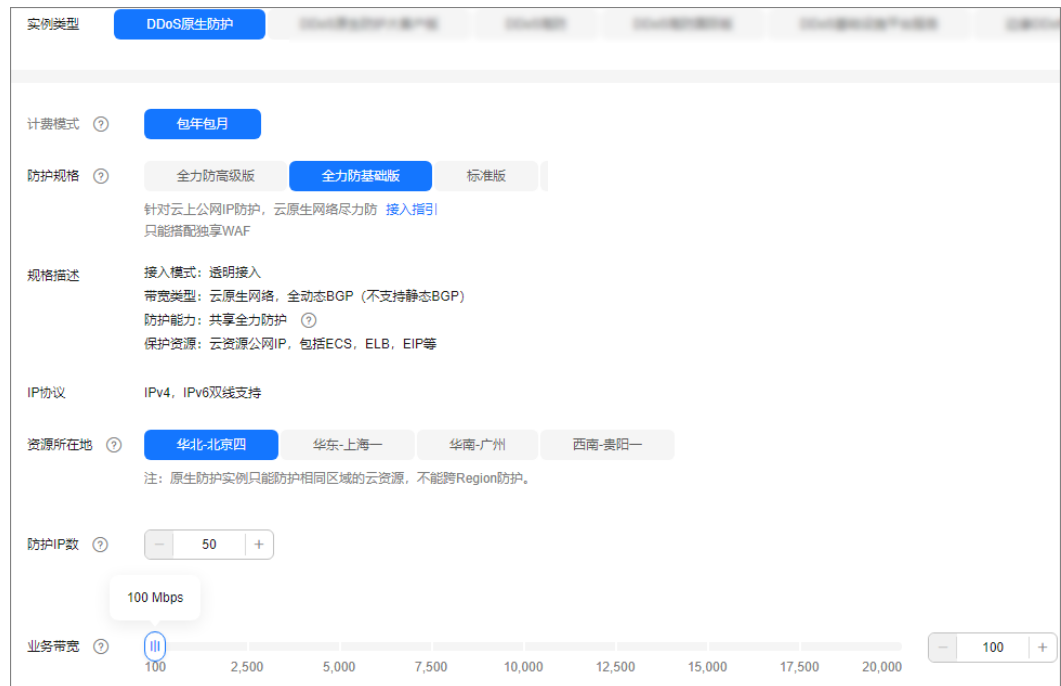 实例类型 DDoS原生防护
计费模式 ? 包年包月
防护规格 ? 全力防高级版 全力防基础版 标准版
针对云上公网IP防护，云原生网络尽力防 接入指引
只能搭配独享WAF
规格描述 接入模式：透明接入
带宽类型：云原生网络，全动态BGP（不支持静态BGP）
防护能力：共享全力防护 ?
保护资源：云资源公网IP，包括ECS，ELB，EIP等
IP协议 IPv4，IPv6双线支持
资源所在地 ? 华北-北京四 华东-上海一 华南-广州 西南-贵阳一
注：原生防护实例只能防护相同区域的云资源，不能跨Region防护。
防护IP数 ? − 50 +
100 Mbps
业务带宽 ? − 100 +
100 2,500 5,000 7,500 10,000 12,500 15,000 17,500 20,000